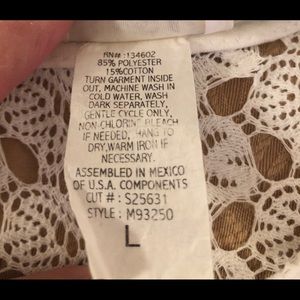 RN# : 134602
85% POLYESTER
15%COTTON
TURN GARMENT INSIDE
OUT, MACHINE WASH IN
COLD WATER, WASH
DARK SEPARATELY,
GENTLE CYCLE ONLY,
NON-CHLORINE BLEACH
IF NEEDED, HANG TO
DRY,WARM IRON IF
NECESSARY.
ASSEMBLED IN MEXICO
OF U.S.A. COMPONENTS
CUT # : S25631
STYLE : M93250
L